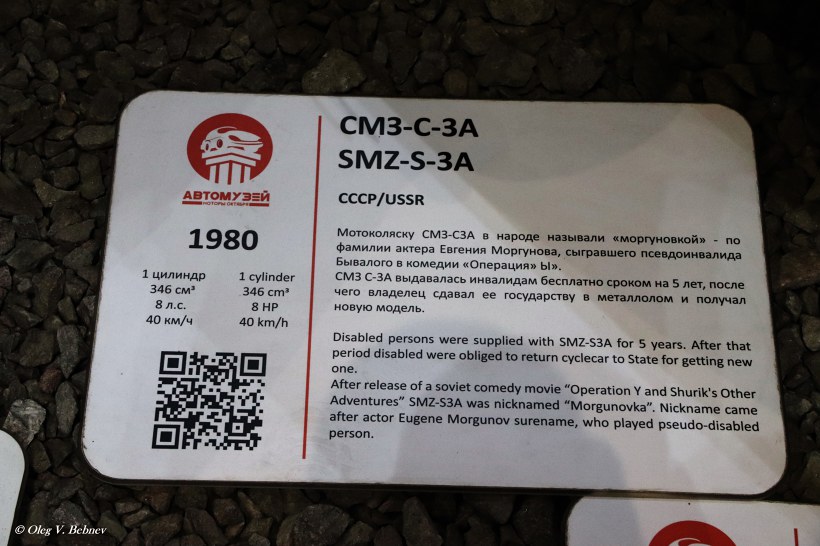 АВТОМУЗЕЙ
МОТОРЫ ОКТЯБРЯ
1980
1 цилиндр
346 см³
8 л.с.
40 км/ч
1 cylinder
346 cm³
8 HP
40 km/h
СМЗ-С-3А
SMZ-S-3A
СССР/USSR
Мотоколяску СМЗ-С3А в народе называли «моргуновкой» - по
фамилии актера Евгения Моргунова, сыгравшего псевдоинвалида
Бывалого в комедии «Операция» Ы».
СМЗ С-3А выдавалась инвалидам бесплатно сроком на 5 лет, после
чего владелец сдавал ее государству в металлолом и получал
новую модель.
Disabled persons were supplied with SMZ-S3A for 5 years. After that
period disabled were obliged to return cyclecar to State for getting new
one.
After release of a soviet comedy movie “Operation Y and Shurik's Other
Adventures” SMZ-S3A was nicknamed “Morgunovka”. Nickname came
after actor Eugene Morgunov surename, who played pseudo-disabled
person.
© Oleg V. Bebnev